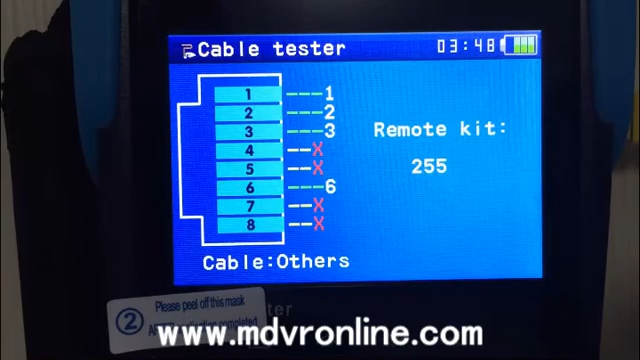 Cable tester 03:48
1 ---1
2 ---2
3 ---3
4 --X
5 --X
6 ---6
7 --X
8 --X
Remote kit:
255
Cable:Others
② Please peel off this mask
completed
www.mdvronline.com